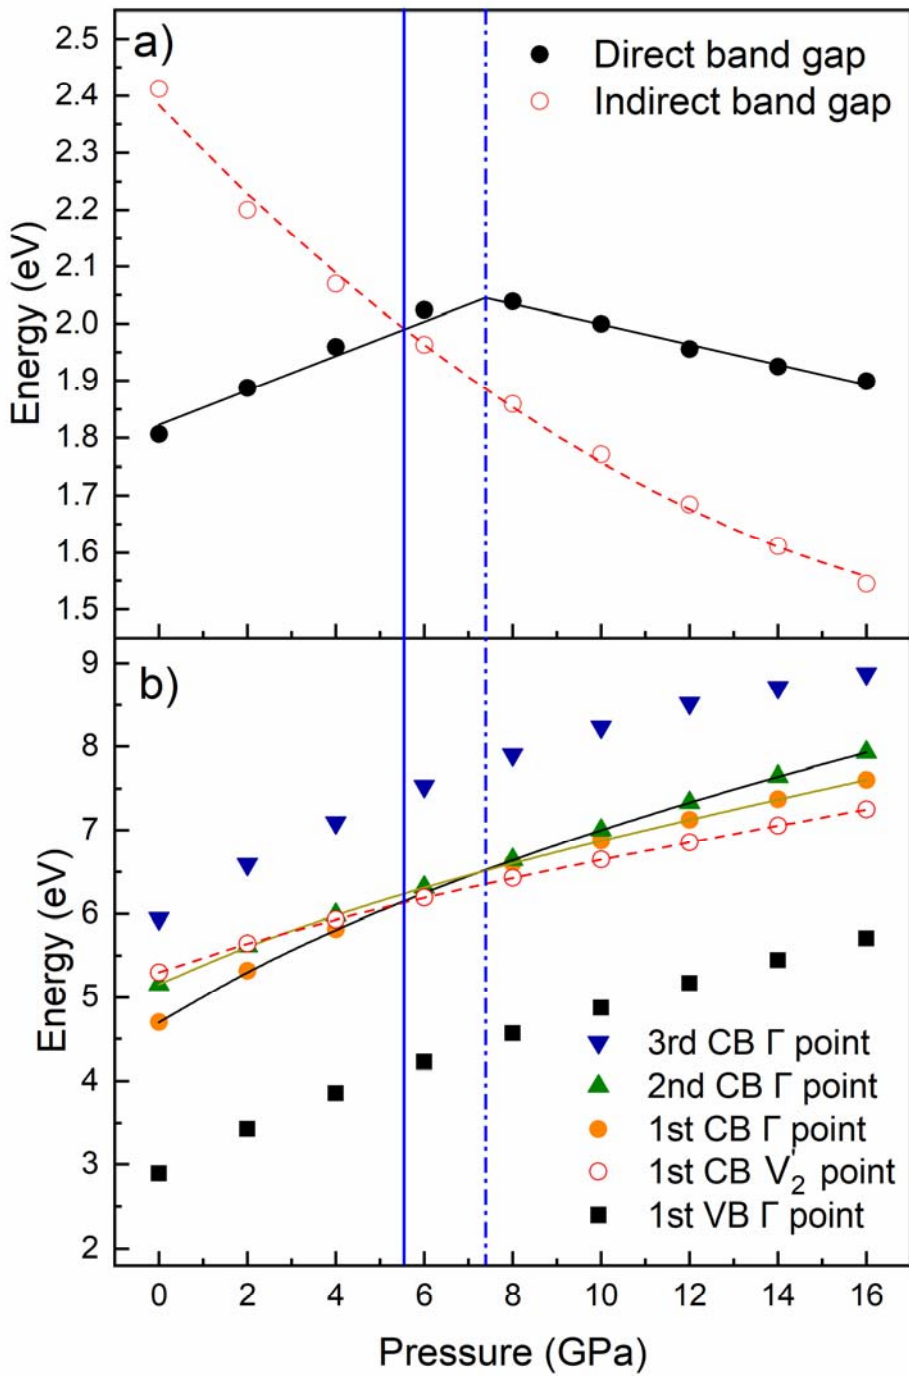 a)
Direct band gap
Indirect band gap
Energy (eV)
2.5
2.4
2.3
2.2
2.1
2.0
1.9
1.8
1.7
1.6
1.5
b)
Energy (eV)
9
8
7
6
5
4
3
2
3rd CB Γ point
2nd CB Γ point
1st CB Γ point
1st CB V₂' point
1st VB Γ point
0 2 4 6 8 10 12 14 16
Pressure (GPa)